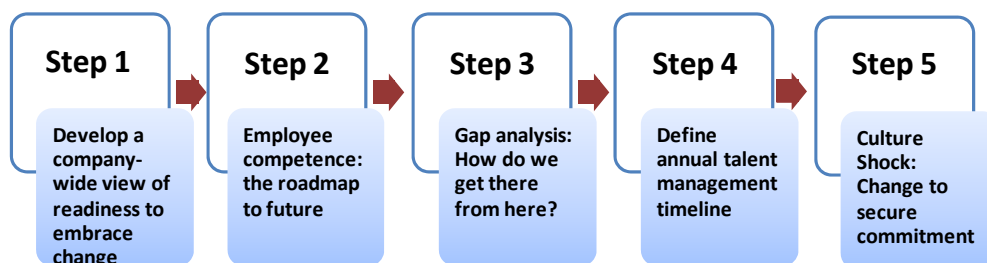 Step 1
Develop a
company-
wide view of
readiness to
embrace
change
Step 2
Employee
competence:
the roadmap
to future
Step 3
Gap analysis:
How do we
get there
from here?
Step 4
Define
annual talent
management
timeline
Step 5
Culture
Shock:
Change to
secure
commitment